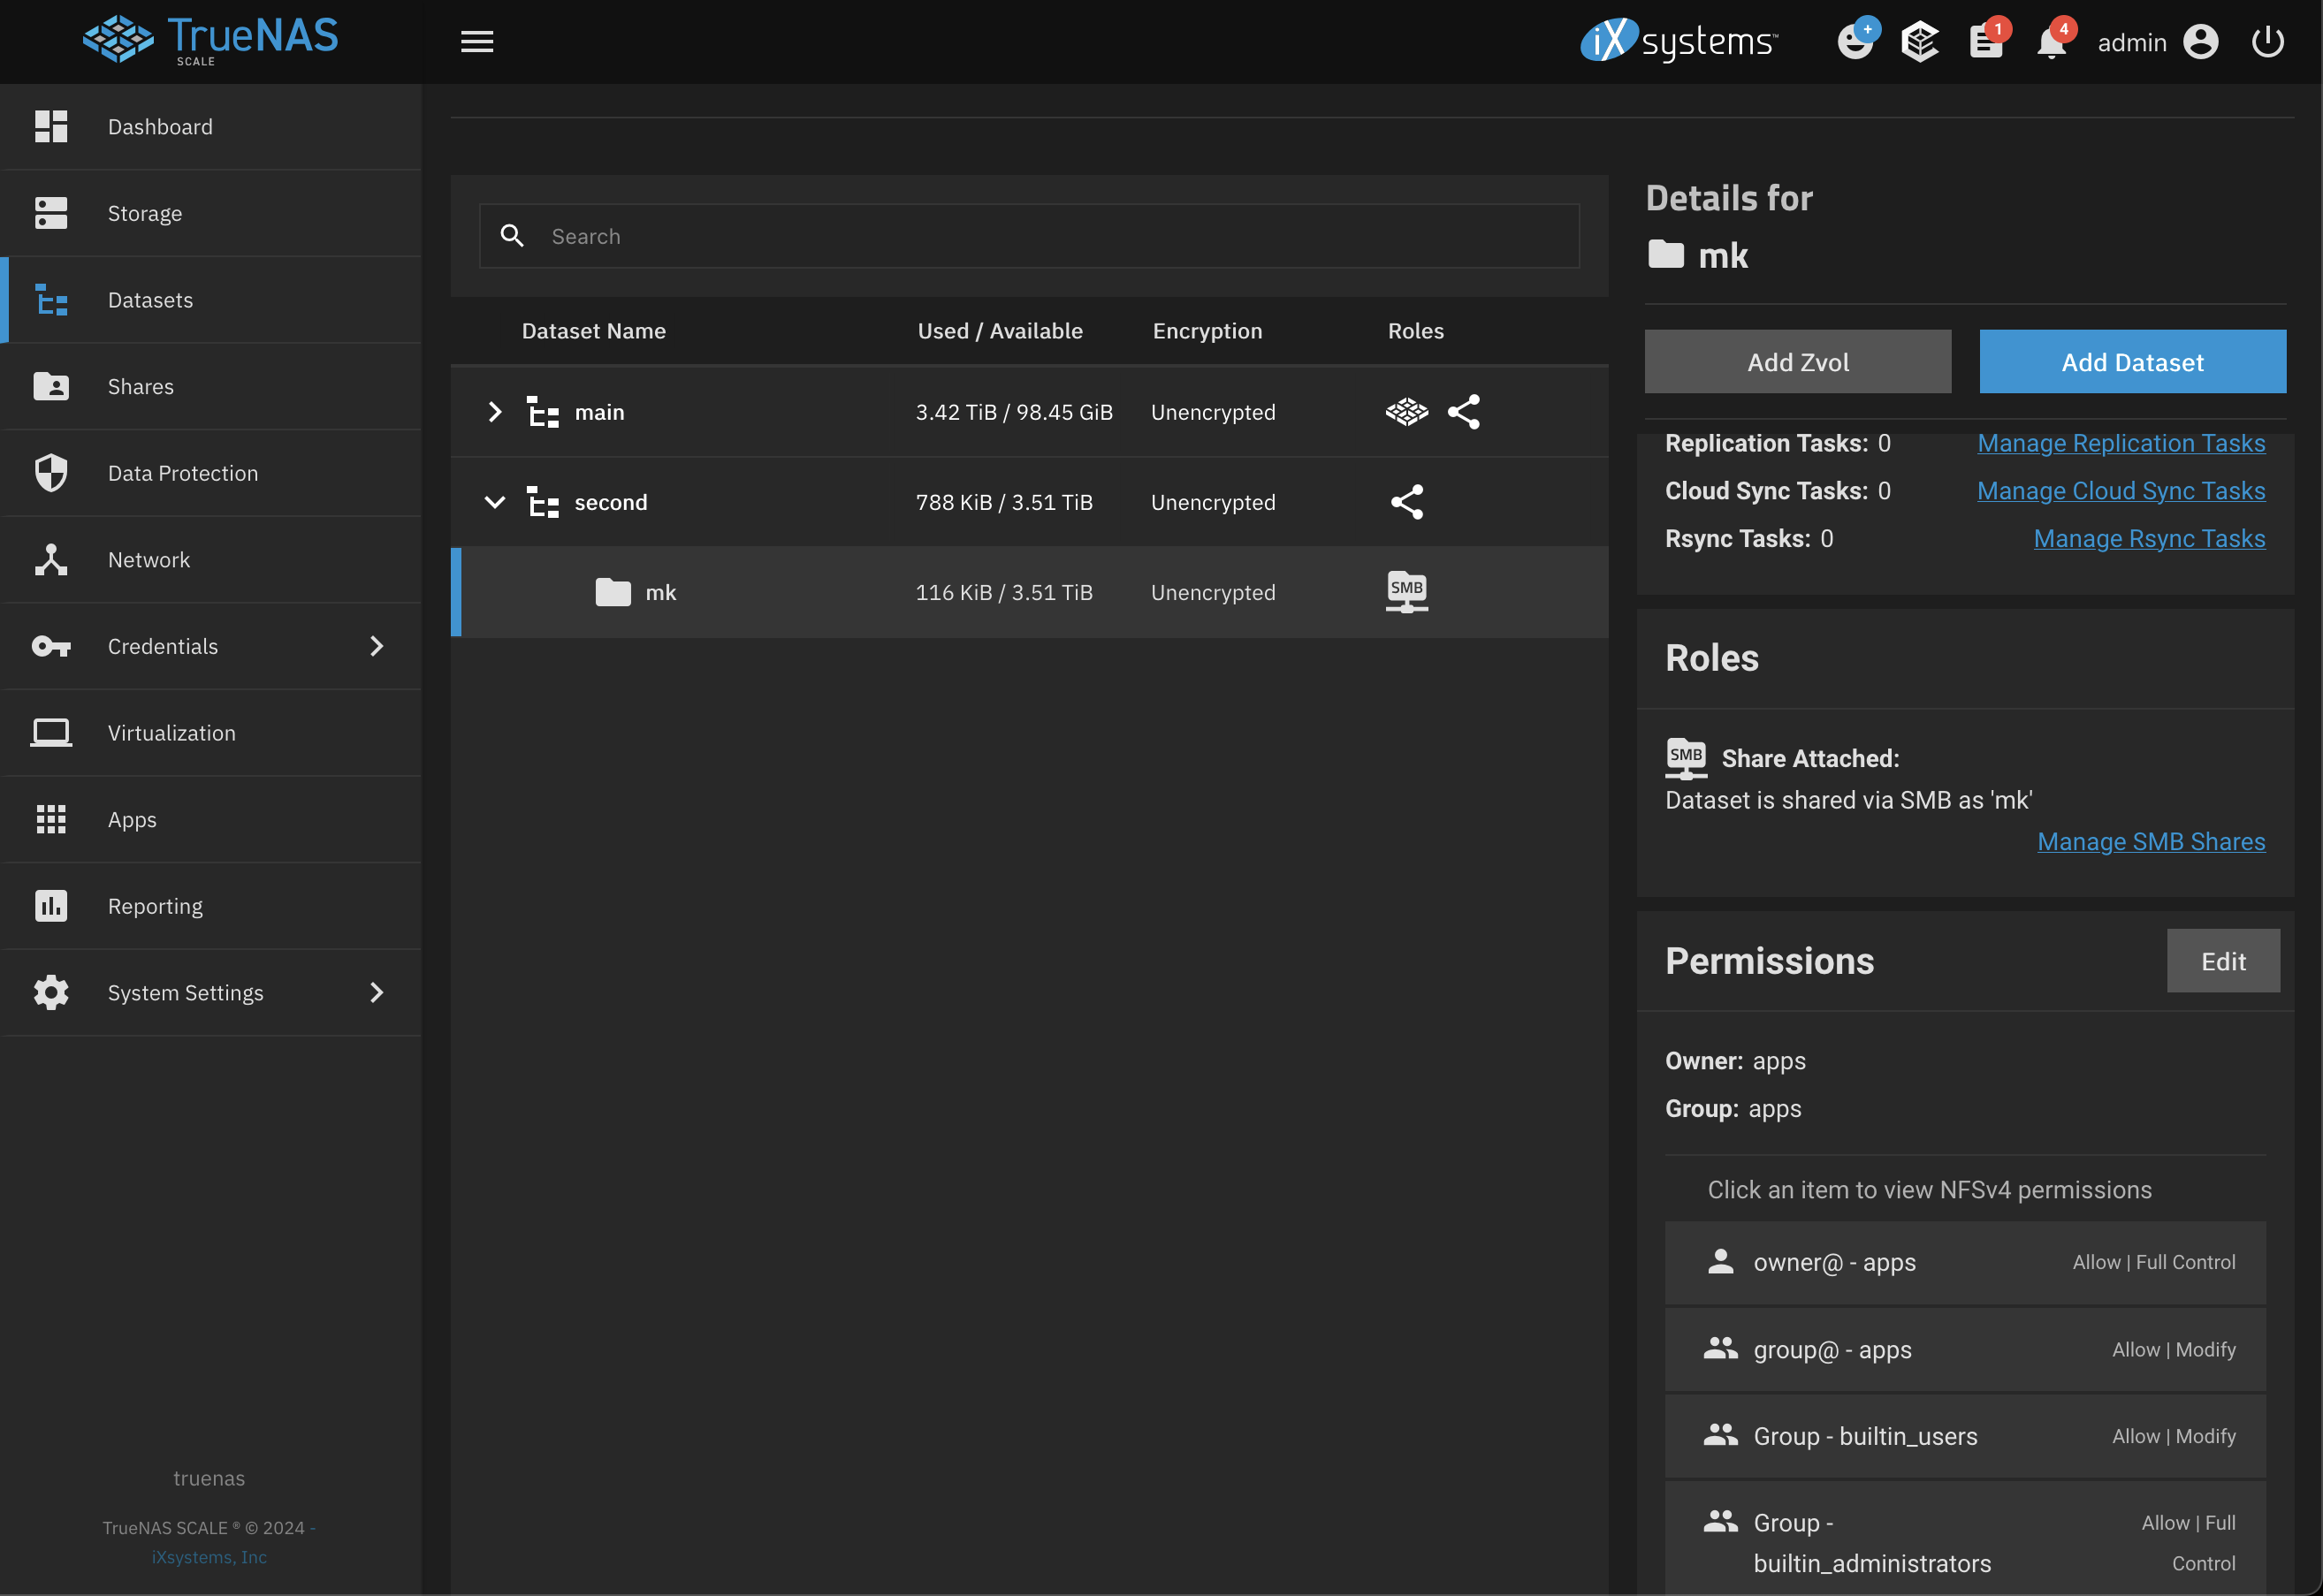 TrueNAS
SCALE
iX systems™
+
1
4
admin
Dashboard
Storage
Datasets
Shares
Data Protection
Network
Credentials
Virtualization
Apps
Reporting
System Settings
truenas
TrueNAS SCALE ® © 2024 -
iXsystems, Inc
Search
Dataset Name Used / Available Encryption Roles
main 3.42 TiB / 98.45 GiB Unencrypted
second 788 KiB / 3.51 TiB Unencrypted
mk 116 KiB / 3.51 TiB Unencrypted SMB
Details for
mk
Add Zvol Add Dataset
Replication Tasks: 0 Manage Replication Tasks
Cloud Sync Tasks: 0 Manage Cloud Sync Tasks
Rsync Tasks: 0 Manage Rsync Tasks
Roles
SMB Share Attached:
Dataset is shared via SMB as 'mk'
Manage SMB Shares
Permissions Edit
Owner: apps
Group: apps
Click an item to view NFSv4 permissions
owner@ - apps Allow | Full Control
group@ - apps Allow | Modify
Group - builtin_users Allow | Modify
Group - Allow | Full
builtin_administrators Control